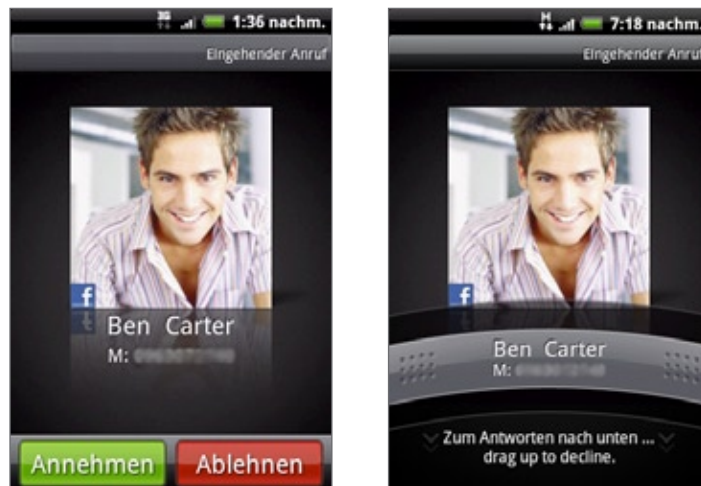 3G 1:36 nachm.
Eingehender Anruf
f
Ben Carter
M:
Annehmen Ablehnen
H 7:18 nachm.
Eingehender Anruf
f
Ben Carter
M:
Zum Antworten nach unten ...
drag up to decline.